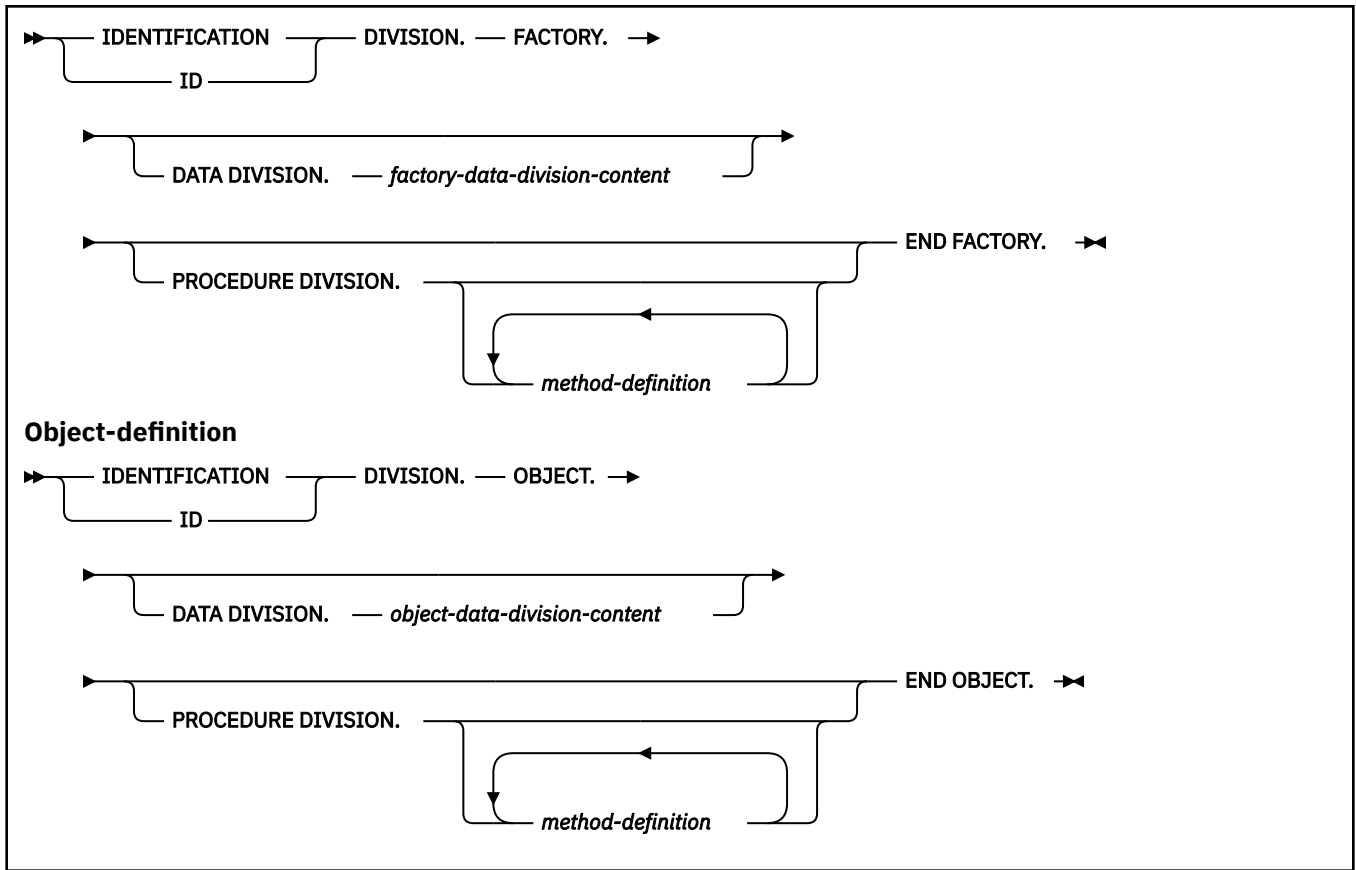 IDENTIFICATION DIVISION. FACTORY.
ID
DATA DIVISION. factory-data-division-content
END FACTORY.
PROCEDURE DIVISION.
method-definition
Object-definition
IDENTIFICATION DIVISION. OBJECT.
ID
DATA DIVISION. object-data-division-content
END OBJECT.
PROCEDURE DIVISION.
method-definition